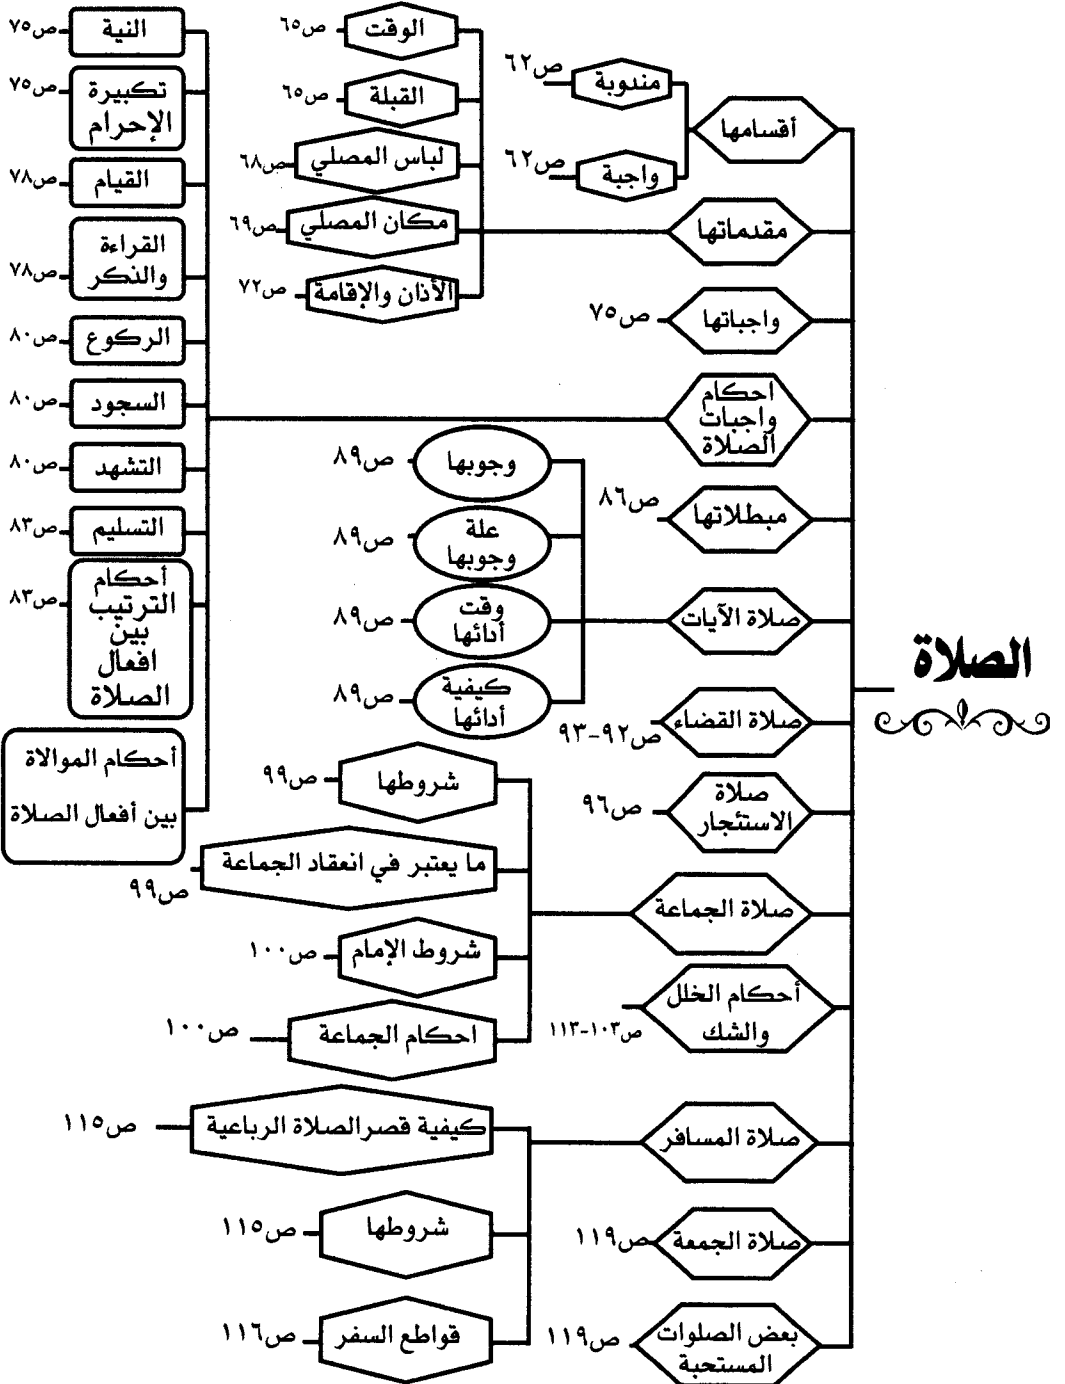 الصلاة
أقسامها
مندوبة
ص٦٢
واجبة
ص٦٢
مقدماتها
الوقت
ص٦٥
القبلة
ص٦٥
لباس المصلي
ص٦٨
مكان المصلي
ص٦٩
الأذان والإقامة
ص٧٢
واجباتها
ص٧٥
احكام
واجبات
الصلاة
النية
ص٧٥
تكبيرة
الإحرام
ص٧٥
القيام
ص٧٨
القراءة
والذكر
ص٧٨
الركوع
ص٨٠
السجود
ص٨٠
التشهد
ص٨٠
التسليم
ص٨٣
أحكام
الترتيب
بين
افعال
الصلاة
ص٨٣
أحكام الموالاة
بين أفعال الصلاة
مبطلاتها
ص٨٦
صلاة الآيات
وجوبها
ص٨٩
علة
وجوبها
ص٨٩
وقت
أدائها
ص٨٩
كيفية
أدائها
ص٨٩
صلاة القضاء
ص٩٢-٩٣
صلاة
الاستئجار
ص٩٦
صلاة الجماعة
شروطها
ص٩٩
ما يعتبر في انعقاد الجماعة
ص٩٩
شروط الإمام
ص١٠٠
احكام الجماعة
ص١٠٠
أحكام الخلل
والشك
ص١٠٣-١١٣
صلاة المسافر
كيفية قصرالصلاة الرباعية
ص١١٥
شروطها
ص١١٥
قواطع السفر
ص١١٦
صلاة الجمعة
ص١١٩
بعض الصلوات
المستحبة
ص١١٩